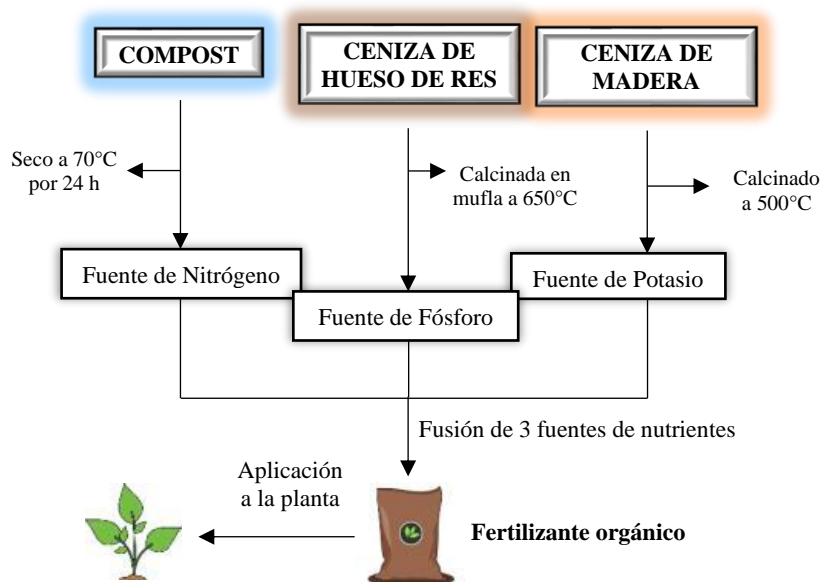 COMPOST
CENIZA DE
HUESO DE RES
CENIZA DE
MADERA
Seco a 70°C
por 24 h
Calcinada en
mufla a 650°C
Calcinado
a 500°C
Fuente de Nitrógeno
Fuente de Fósforo
Fuente de Potasio
Fusión de 3 fuentes de nutrientes
Aplicación
a la planta
Fertilizante orgánico